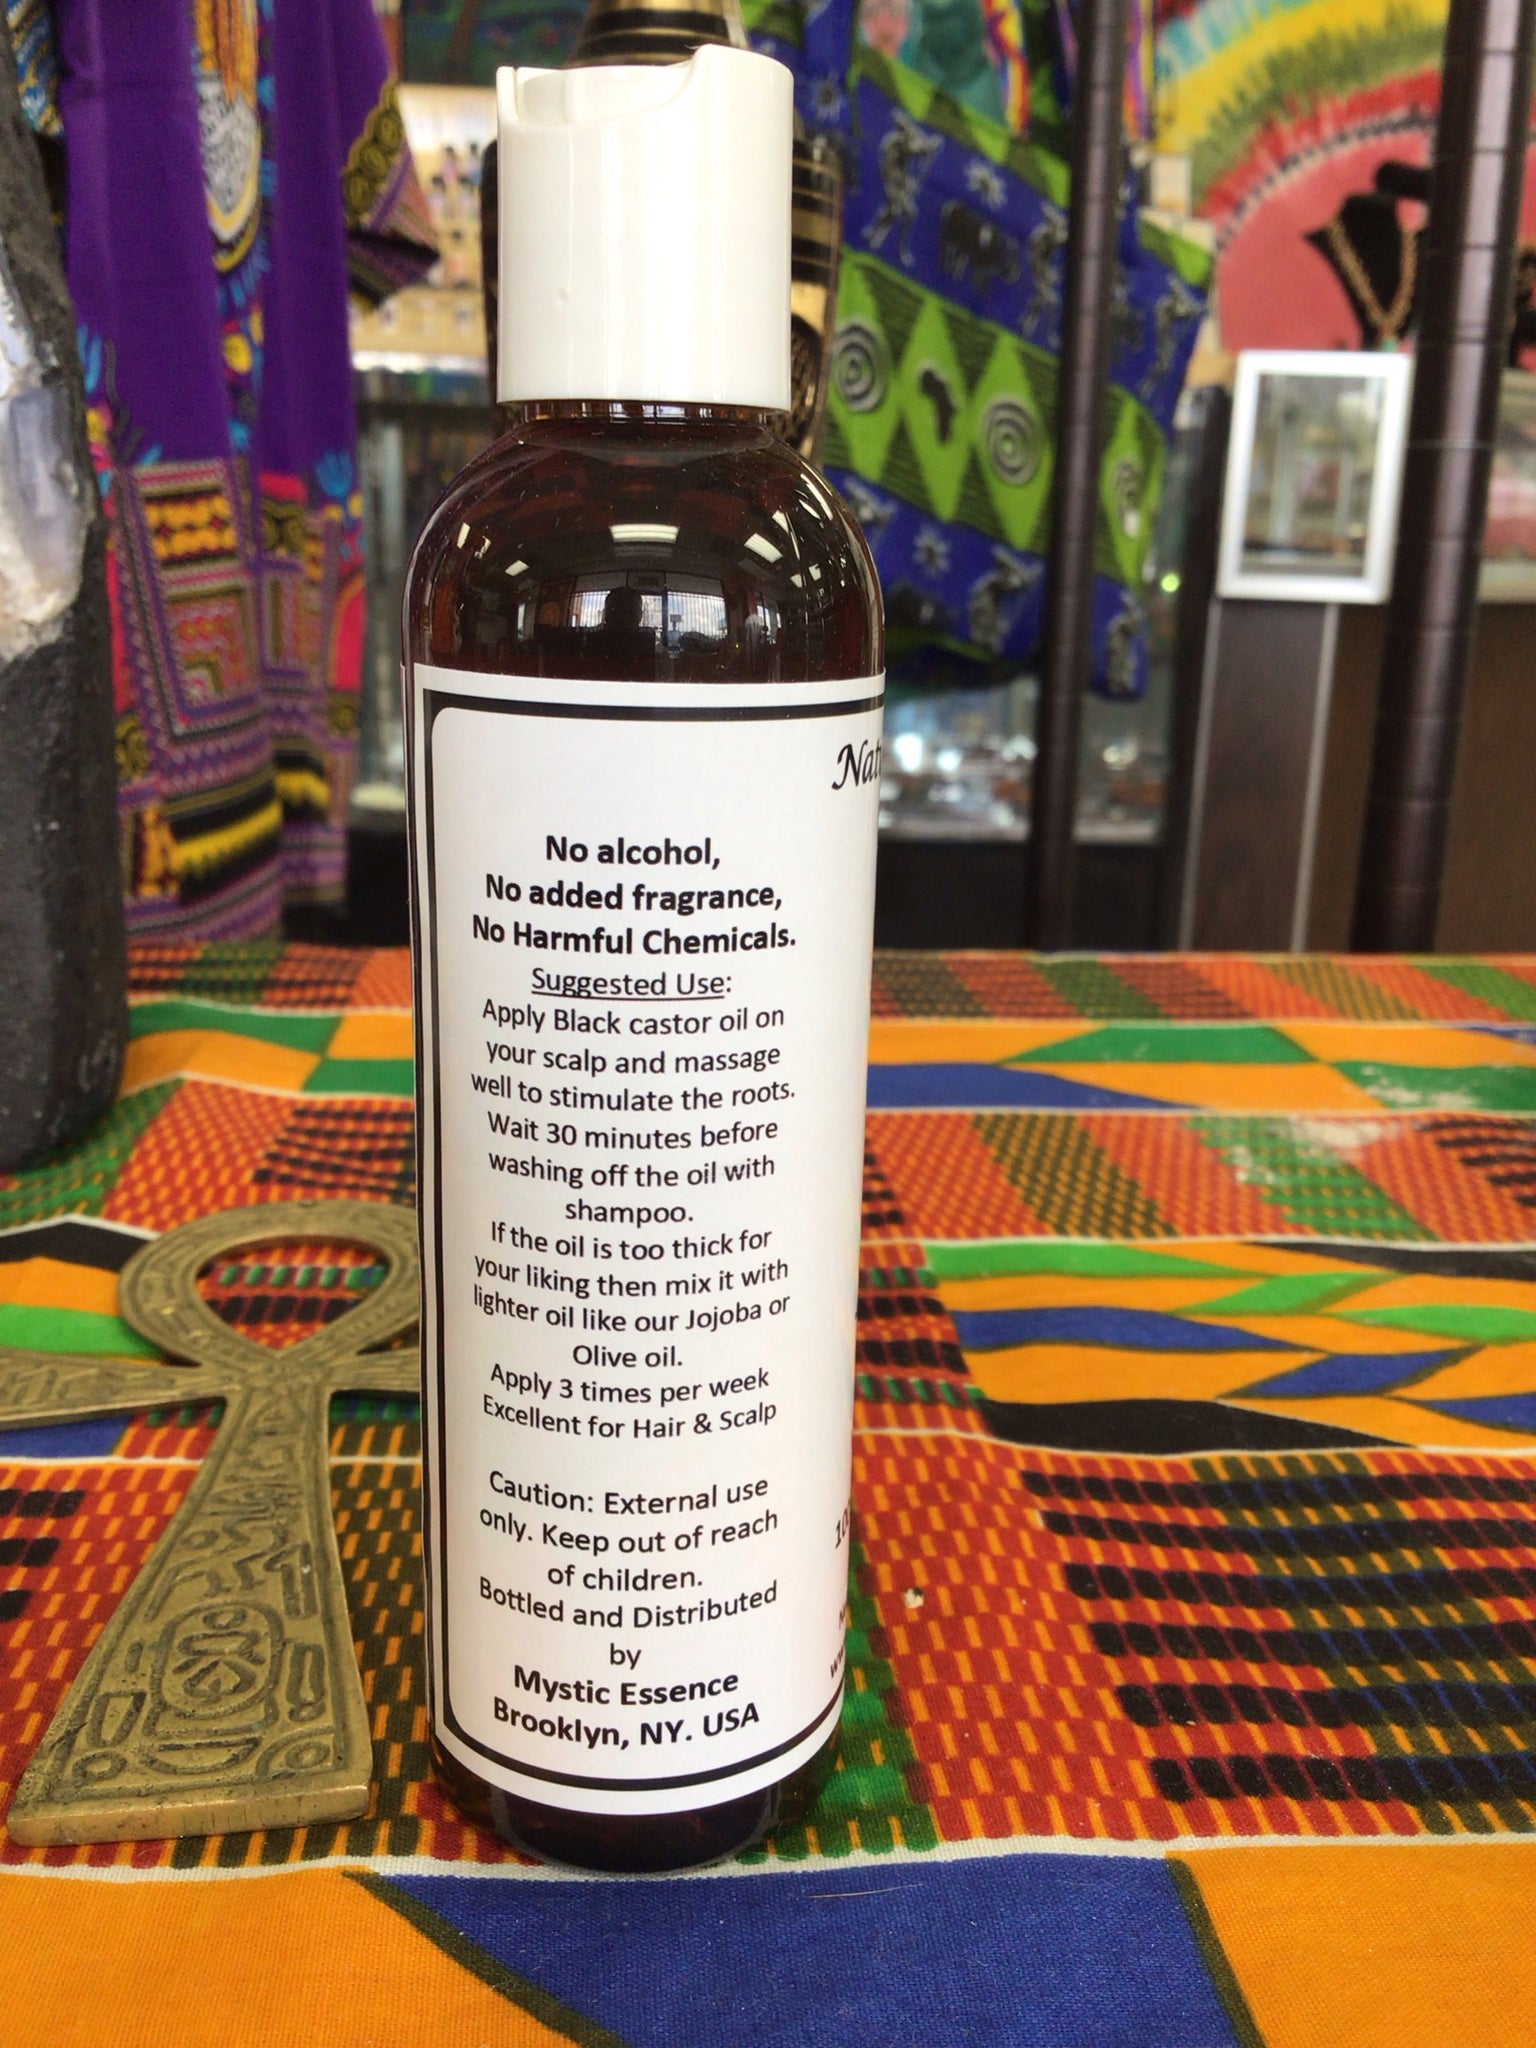 No alcohol,
No added fragrance,
No Harmful Chemicals.
Suggested Use:
Apply Black castor oil on
your scalp and massage
well to stimulate the roots.
Wait 30 minutes before
washing off the oil with
shampoo.
If the oil is too thick for
your liking then mix it with
lighter oil like our Jojoba or
Olive oil.
Apply 3 times per week
Excellent for Hair & Scalp
Caution: External use
only. Keep out of reach
of children.
Bottled and Distributed
by
Mystic Essence
Brooklyn, NY. USA